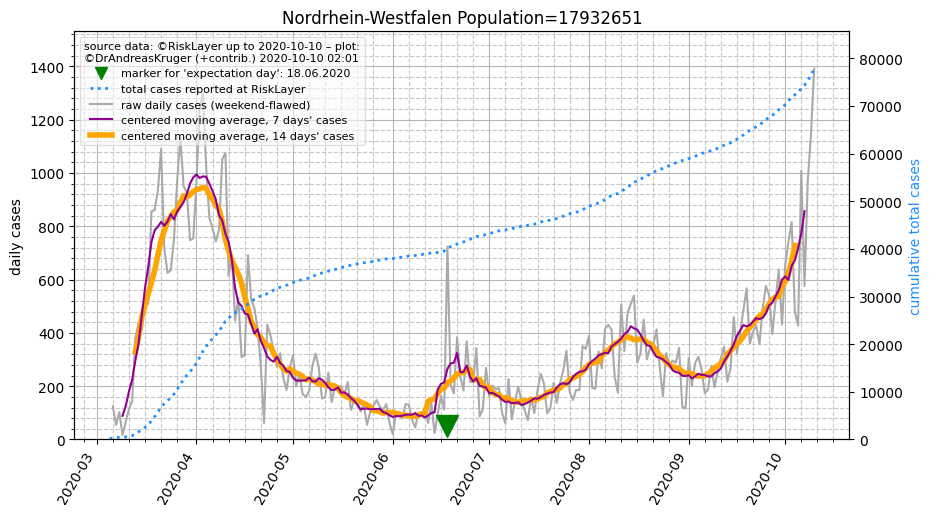 Nordrhein-Westfalen Population=17932651
source data: ©RiskLayer up to 2020-10-10 – plot:
©DrAndreasKruger (+contrib.) 2020-10-10 02:01
marker for 'expectation day': 18.06.2020
total cases reported at RiskLayer
raw daily cases (weekend-flawed)
centered moving average, 7 days' cases
centered moving average, 14 days' cases
daily cases
1400
1200
1000
800
600
400
200
0
80000
70000
60000
50000
40000
30000
20000
10000
0
cumulative total cases
2020-03
2020-04
2020-05
2020-06
2020-07
2020-08
2020-09
2020-10